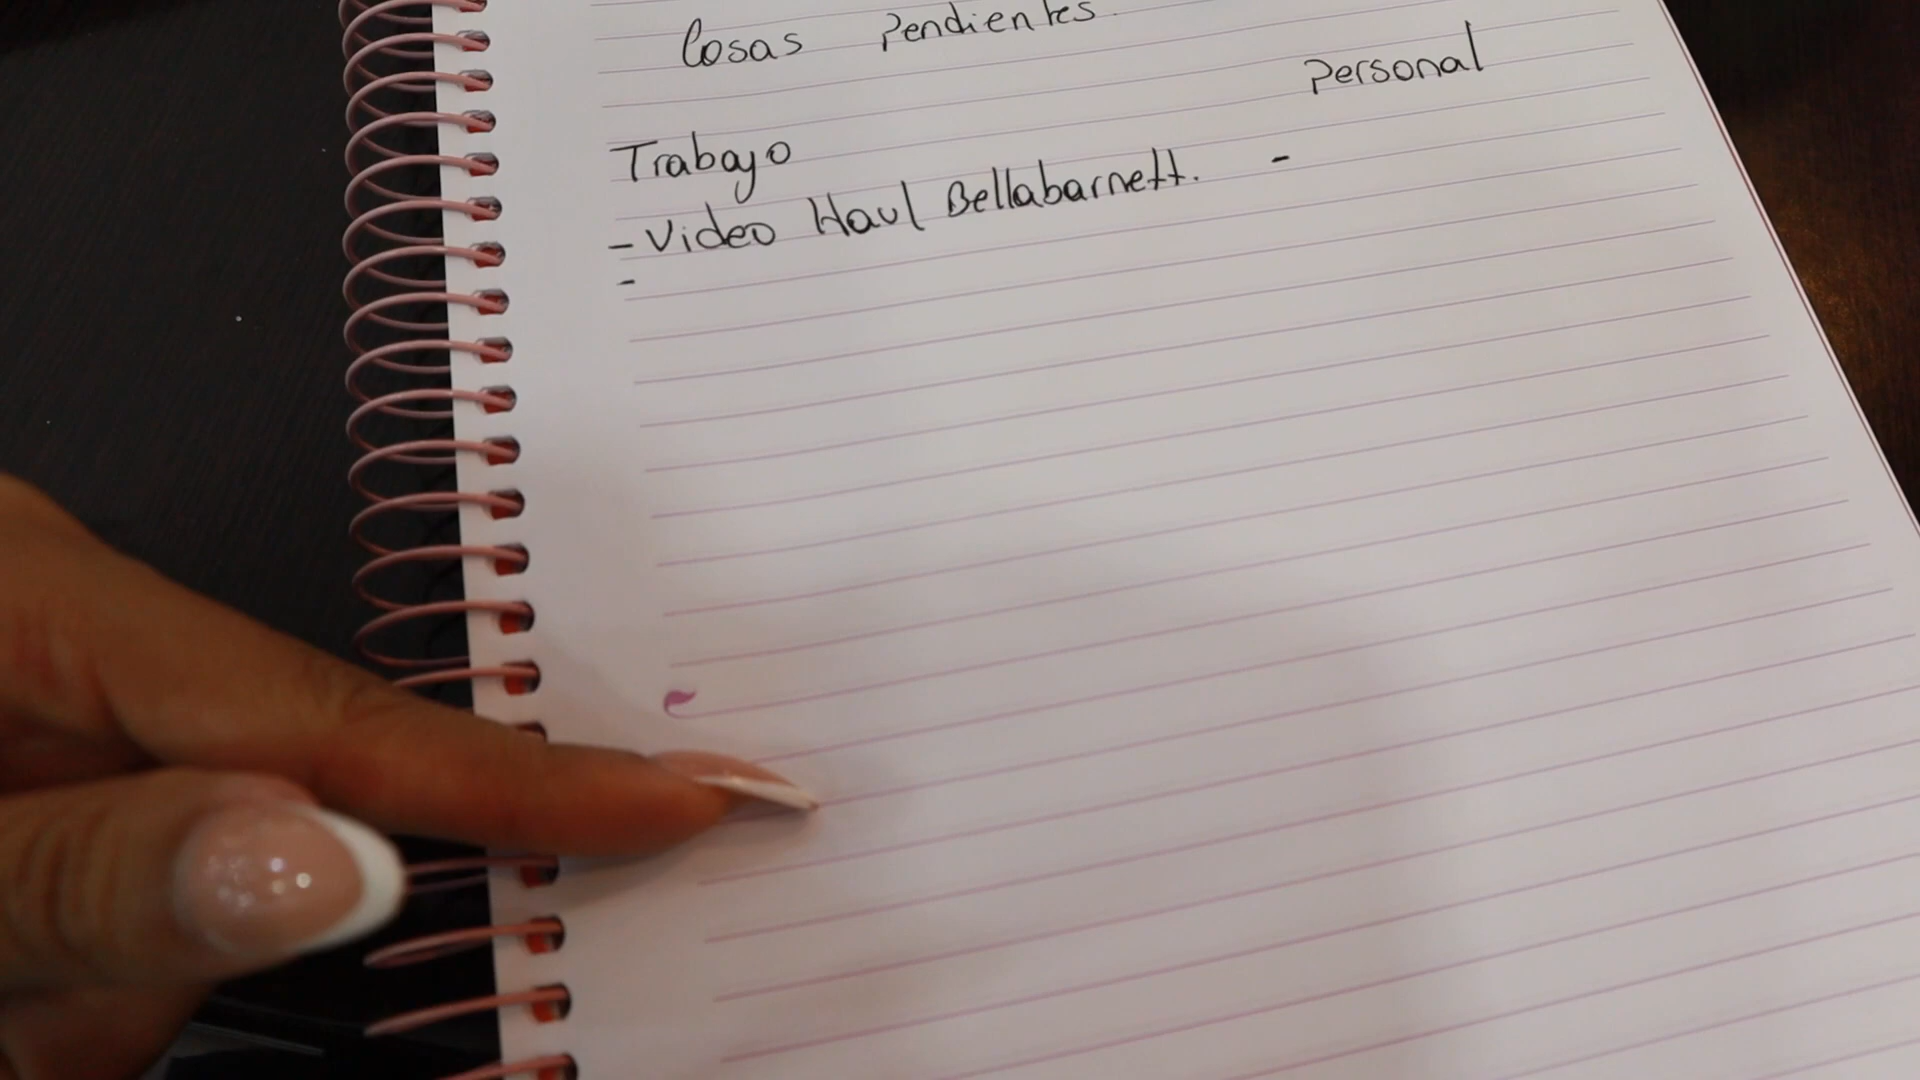 Cosas Pendientes.
Personal
Trabajo
- Video Haul Bellabarnett. -
-